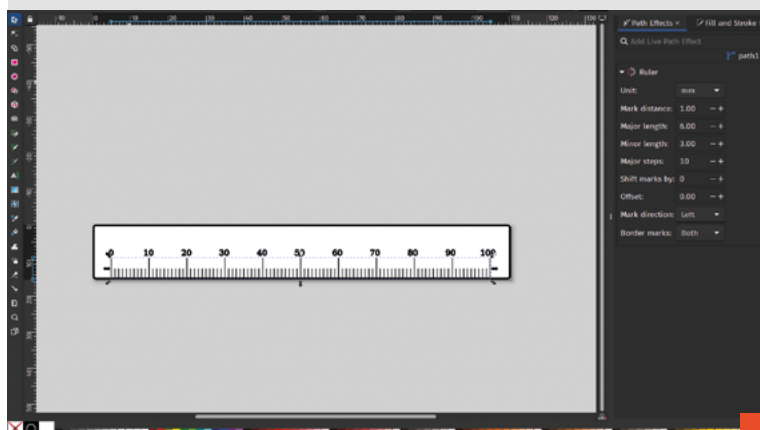 Path Effects × Fill and Stroke
Add Live Path Effect
path1
Ruler
Unit: mm
Mark distance: 1.00 − +
Major length: 6.00 − +
Minor length: 3.00 − +
Major steps: 10 − +
Shift marks by: 0 − +
Offset: 0.00 − +
Mark direction: Left
Border marks: Both
0 10 20 30 40 50 60 70 80 90 100